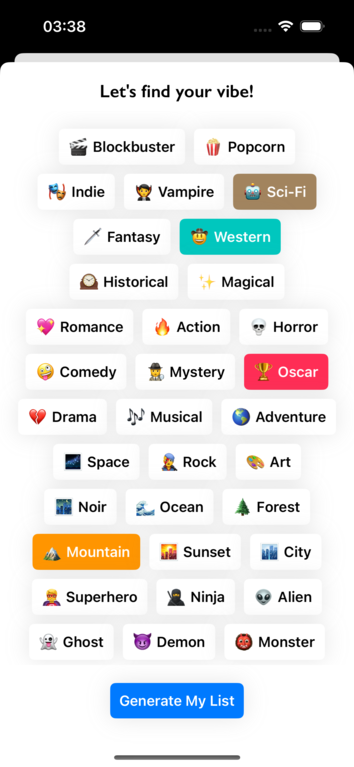 03:38
Let's find your vibe!
Blockbuster Popcorn
Indie Vampire Sci-Fi
Fantasy Western
Historical Magical
Romance Action Horror
Comedy Mystery Oscar
Drama Musical Adventure
Space Rock Art
Noir Ocean Forest
Mountain Sunset City
Superhero Ninja Alien
Ghost Demon Monster
Generate My List